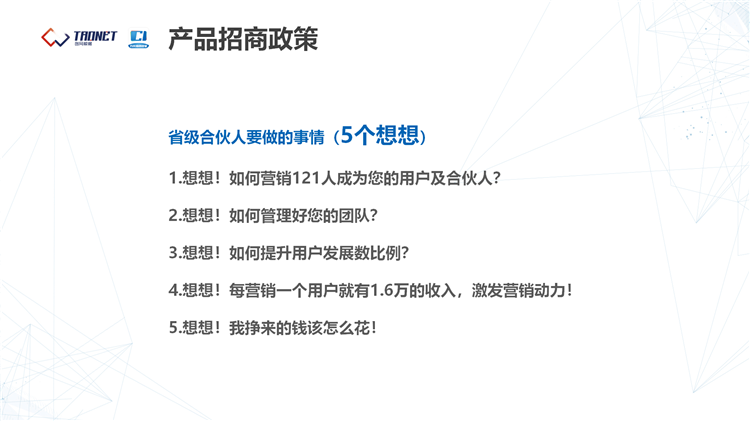 TAONET
产品招商政策
省级合伙人要做的事情（5个想想）
1.想想！如何营销121人成为您的用户及合伙人？
2.想想！如何管理好您的团队？
3.想想！如何提升用户发展数比例？
4.想想！每营销一个用户就有1.6万的收入，激发营销动力！
5.想想！我挣来的钱该怎么花！